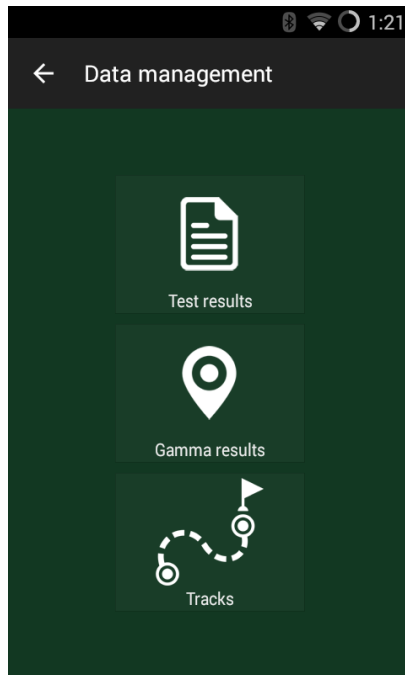 1:21
Data management
Test results
Gamma results
Tracks